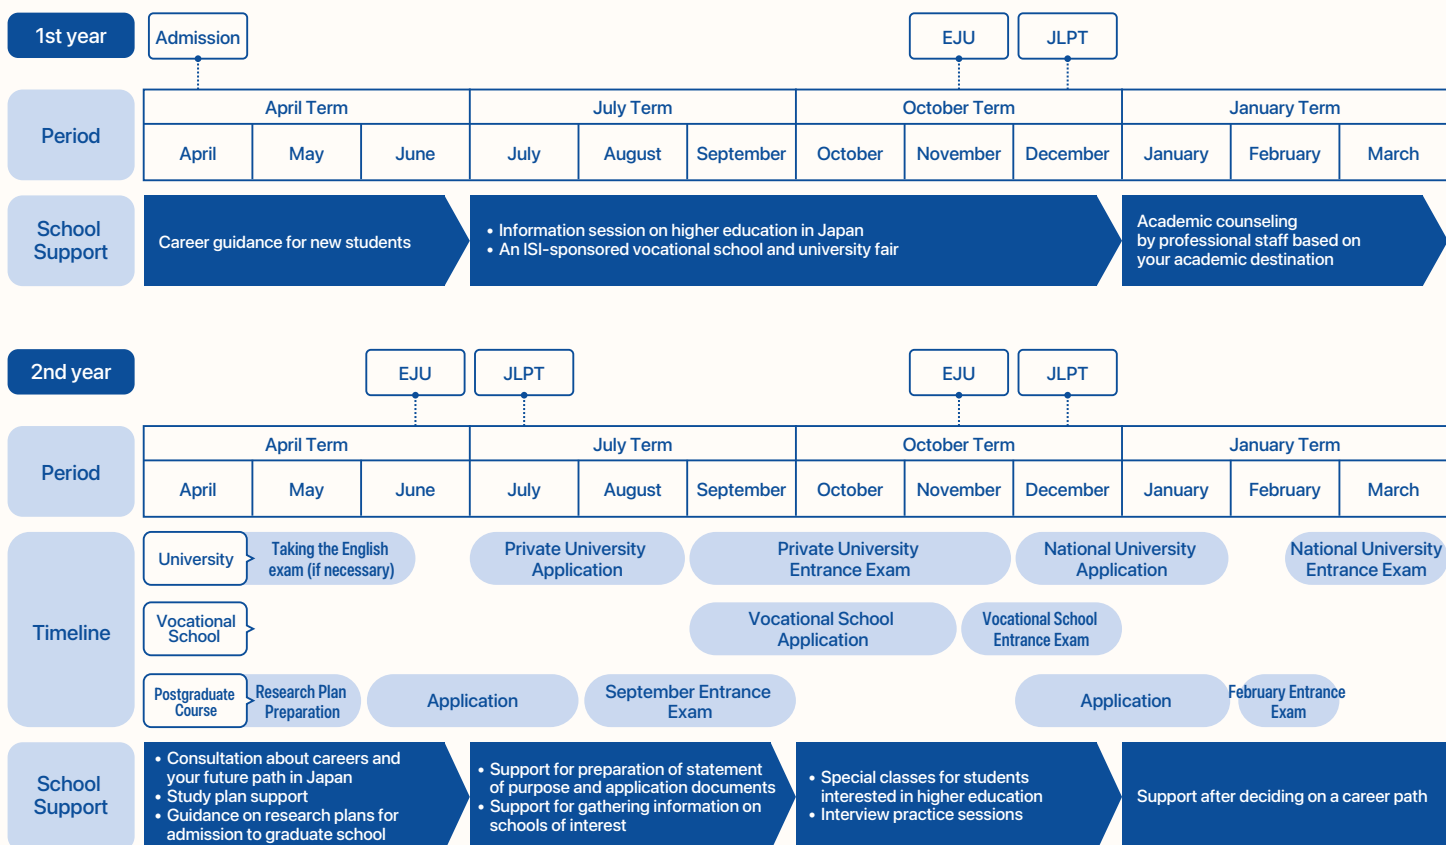 1st year
Admission
EJU
JLPT
Period
April Term
July Term
October Term
January Term
April
May
June
July
August
September
October
November
December
January
February
March
School
Support
Career guidance for new students
• Information session on higher education in Japan
• An ISI-sponsored vocational school and university fair
Academic counseling
by professional staff based on
your academic destination
2nd year
EJU
JLPT
EJU
JLPT
Period
April Term
July Term
October Term
January Term
April
May
June
July
August
September
October
November
December
January
February
March
Timeline
University
Taking the English
exam (if necessary)
Private University
Application
Private University
Entrance Exam
National University
Application
National University
Entrance Exam
Vocational
School
Vocational School
Application
Vocational School
Entrance Exam
Postgraduate
Course
Research Plan
Preparation
Application
September Entrance
Exam
Application
February Entrance
Exam
School
Support
• Consultation about careers and
your future path in Japan
• Study plan support
• Guidance on research plans for
admission to graduate school
• Support for preparation of statement
of purpose and application documents
• Support for gathering information on
schools of interest
• Special classes for students
interested in higher education
• Interview practice sessions
Support after deciding on a career path